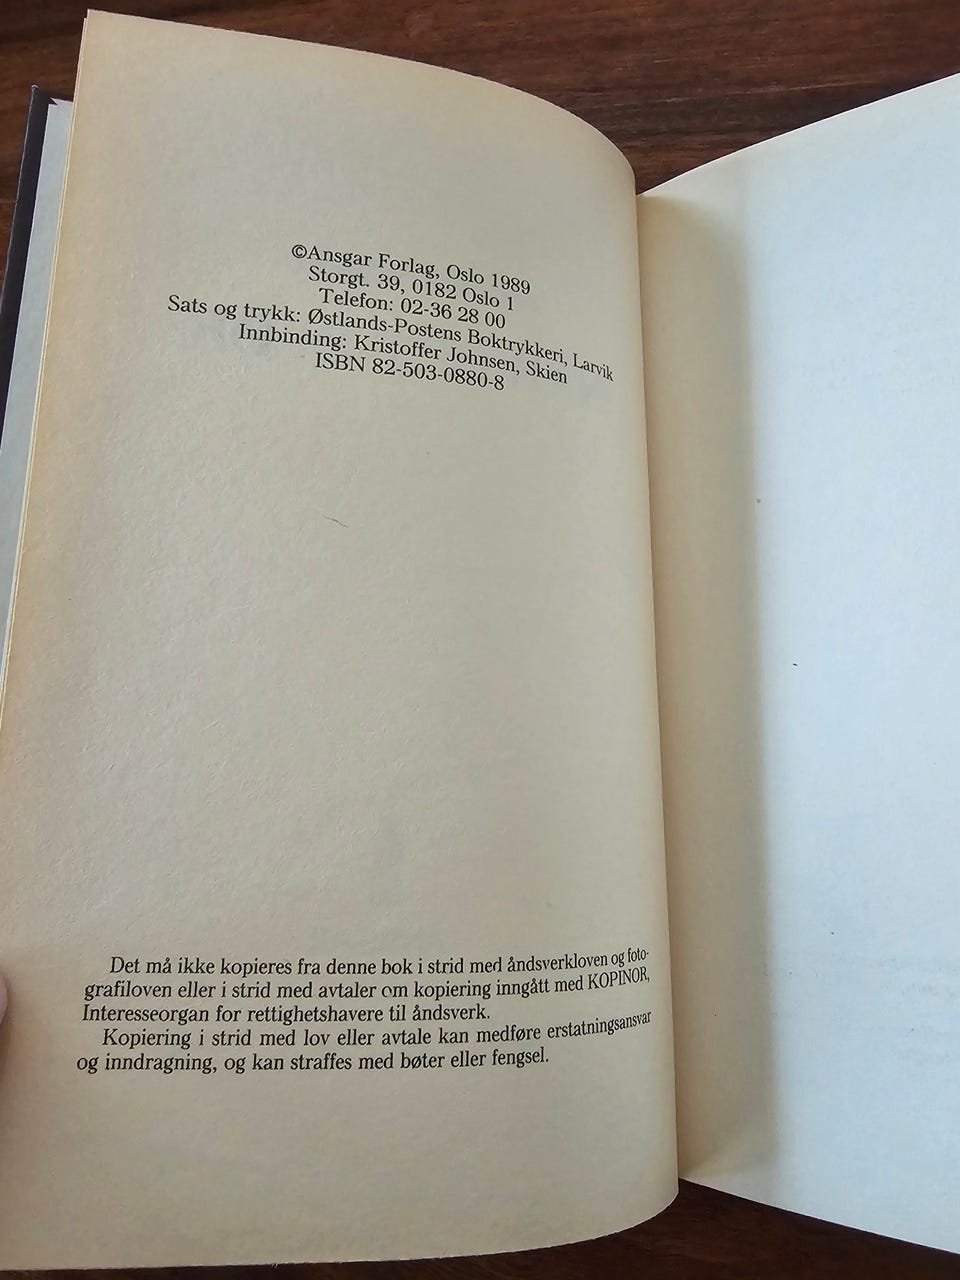 ©Ansgar Forlag, Oslo 1989
Storgt. 39, 0182 Oslo 1
Telefon: 02-36 28 00
Sats og trykk: Østlands-Postens Boktrykkeri, Larvik
Innbinding: Kristoffer Johnsen, Skien
ISBN 82-503-0880-8
Det må ikke kopieres fra denne bok i strid med åndsverkloven og foto-
grafiloven eller i strid med avtaler om kopiering inngått med KOPINOR,
Interesseorgan for rettighetshavere til åndsverk.
Kopiering i strid med lov eller avtale kan medføre erstatningsansvar
og inndragning, og kan straffes med bøter eller fengsel.